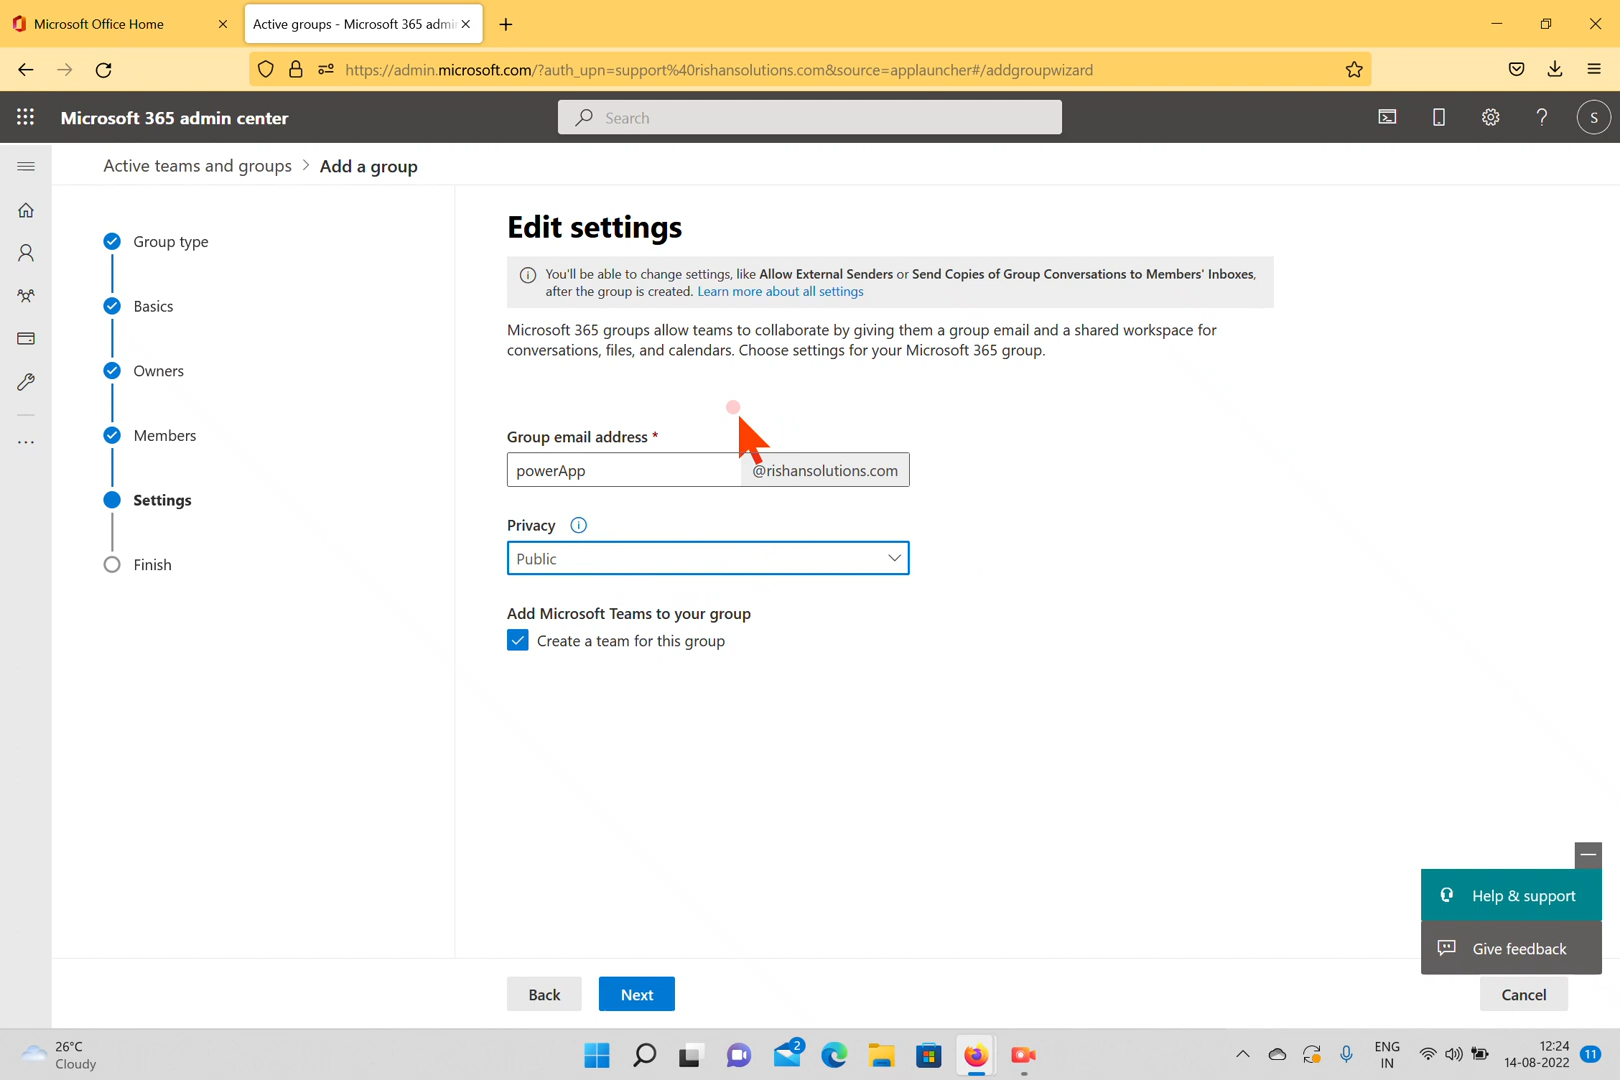 Microsoft Office Home
Active groups - Microsoft 365 admi
https://admin.microsoft.com/?auth_upn=support%40rishansolutions.com&source=applauncher#/addgroupwizard
Microsoft 365 admin center
Search
S
Active teams and groups > Add a group
Group type
Basics
Owners
Members
Settings
Finish
Edit settings
You'll be able to change settings, like Allow External Senders or Send Copies of Group Conversations to Members' Inboxes,
after the group is created. Learn more about all settings
Microsoft 365 groups allow teams to collaborate by giving them a group email and a shared workspace for
conversations, files, and calendars. Choose settings for your Microsoft 365 group.
Group email address *
powerApp @rishansolutions.com
Privacy
Public
Add Microsoft Teams to your group
Create a team for this group
Help & support
Give feedback
Back
Next
Cancel
26°C
Cloudy
2
ENG
IN
12:24
14-08-2022
11